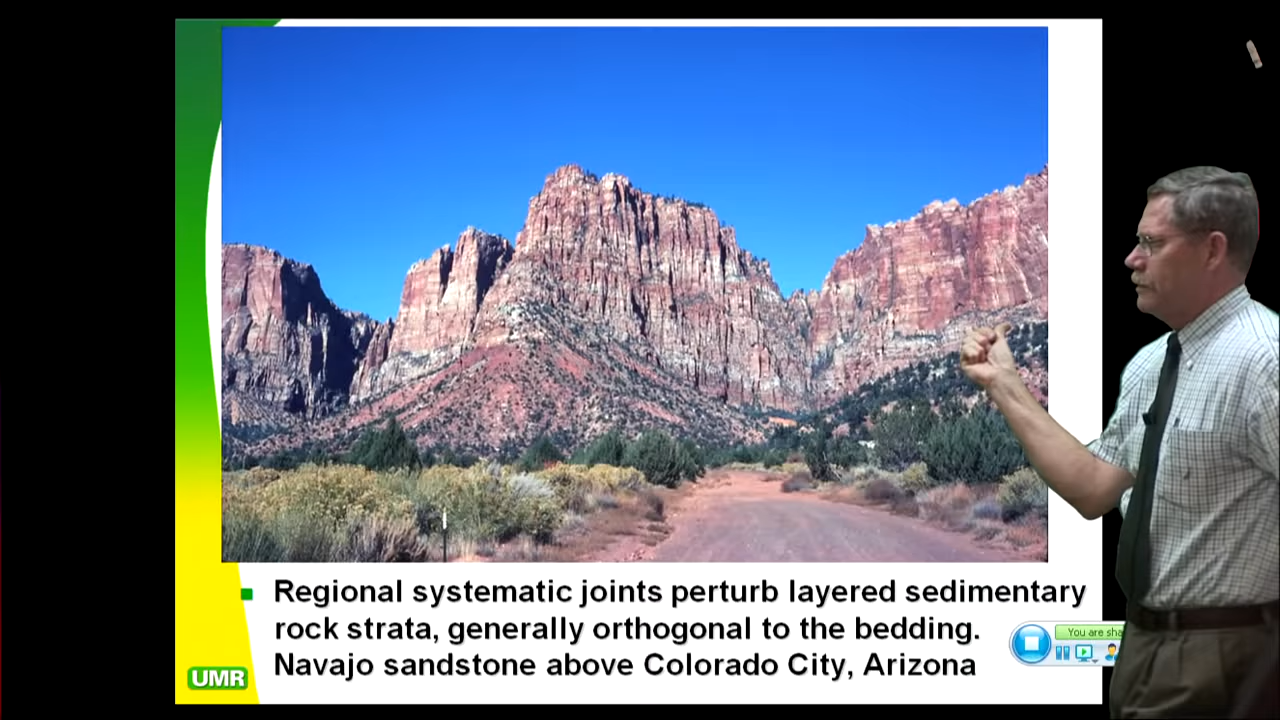 Regional systematic joints perturb layered sedimentary
rock strata, generally orthogonal to the bedding.
Navajo sandstone above Colorado City, Arizona
UMR
You are sha